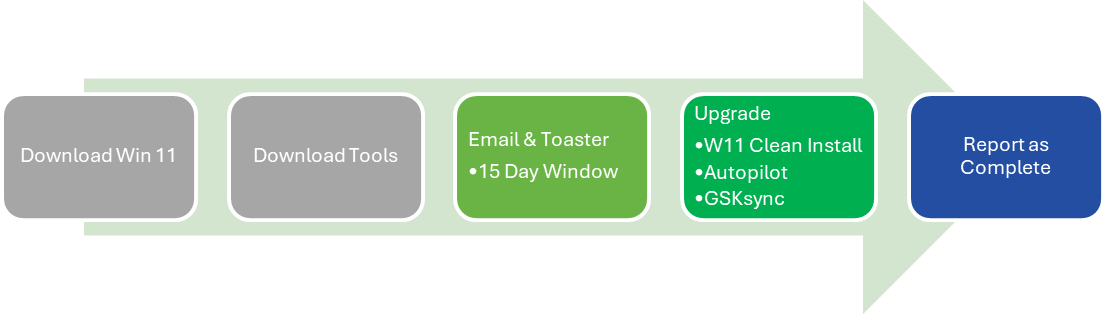 Download Win 11
Download Tools
Email & Toaster
•15 Day Window
Upgrade
•W11 Clean Install
•Autopilot
•GSKsync
Report as
Complete